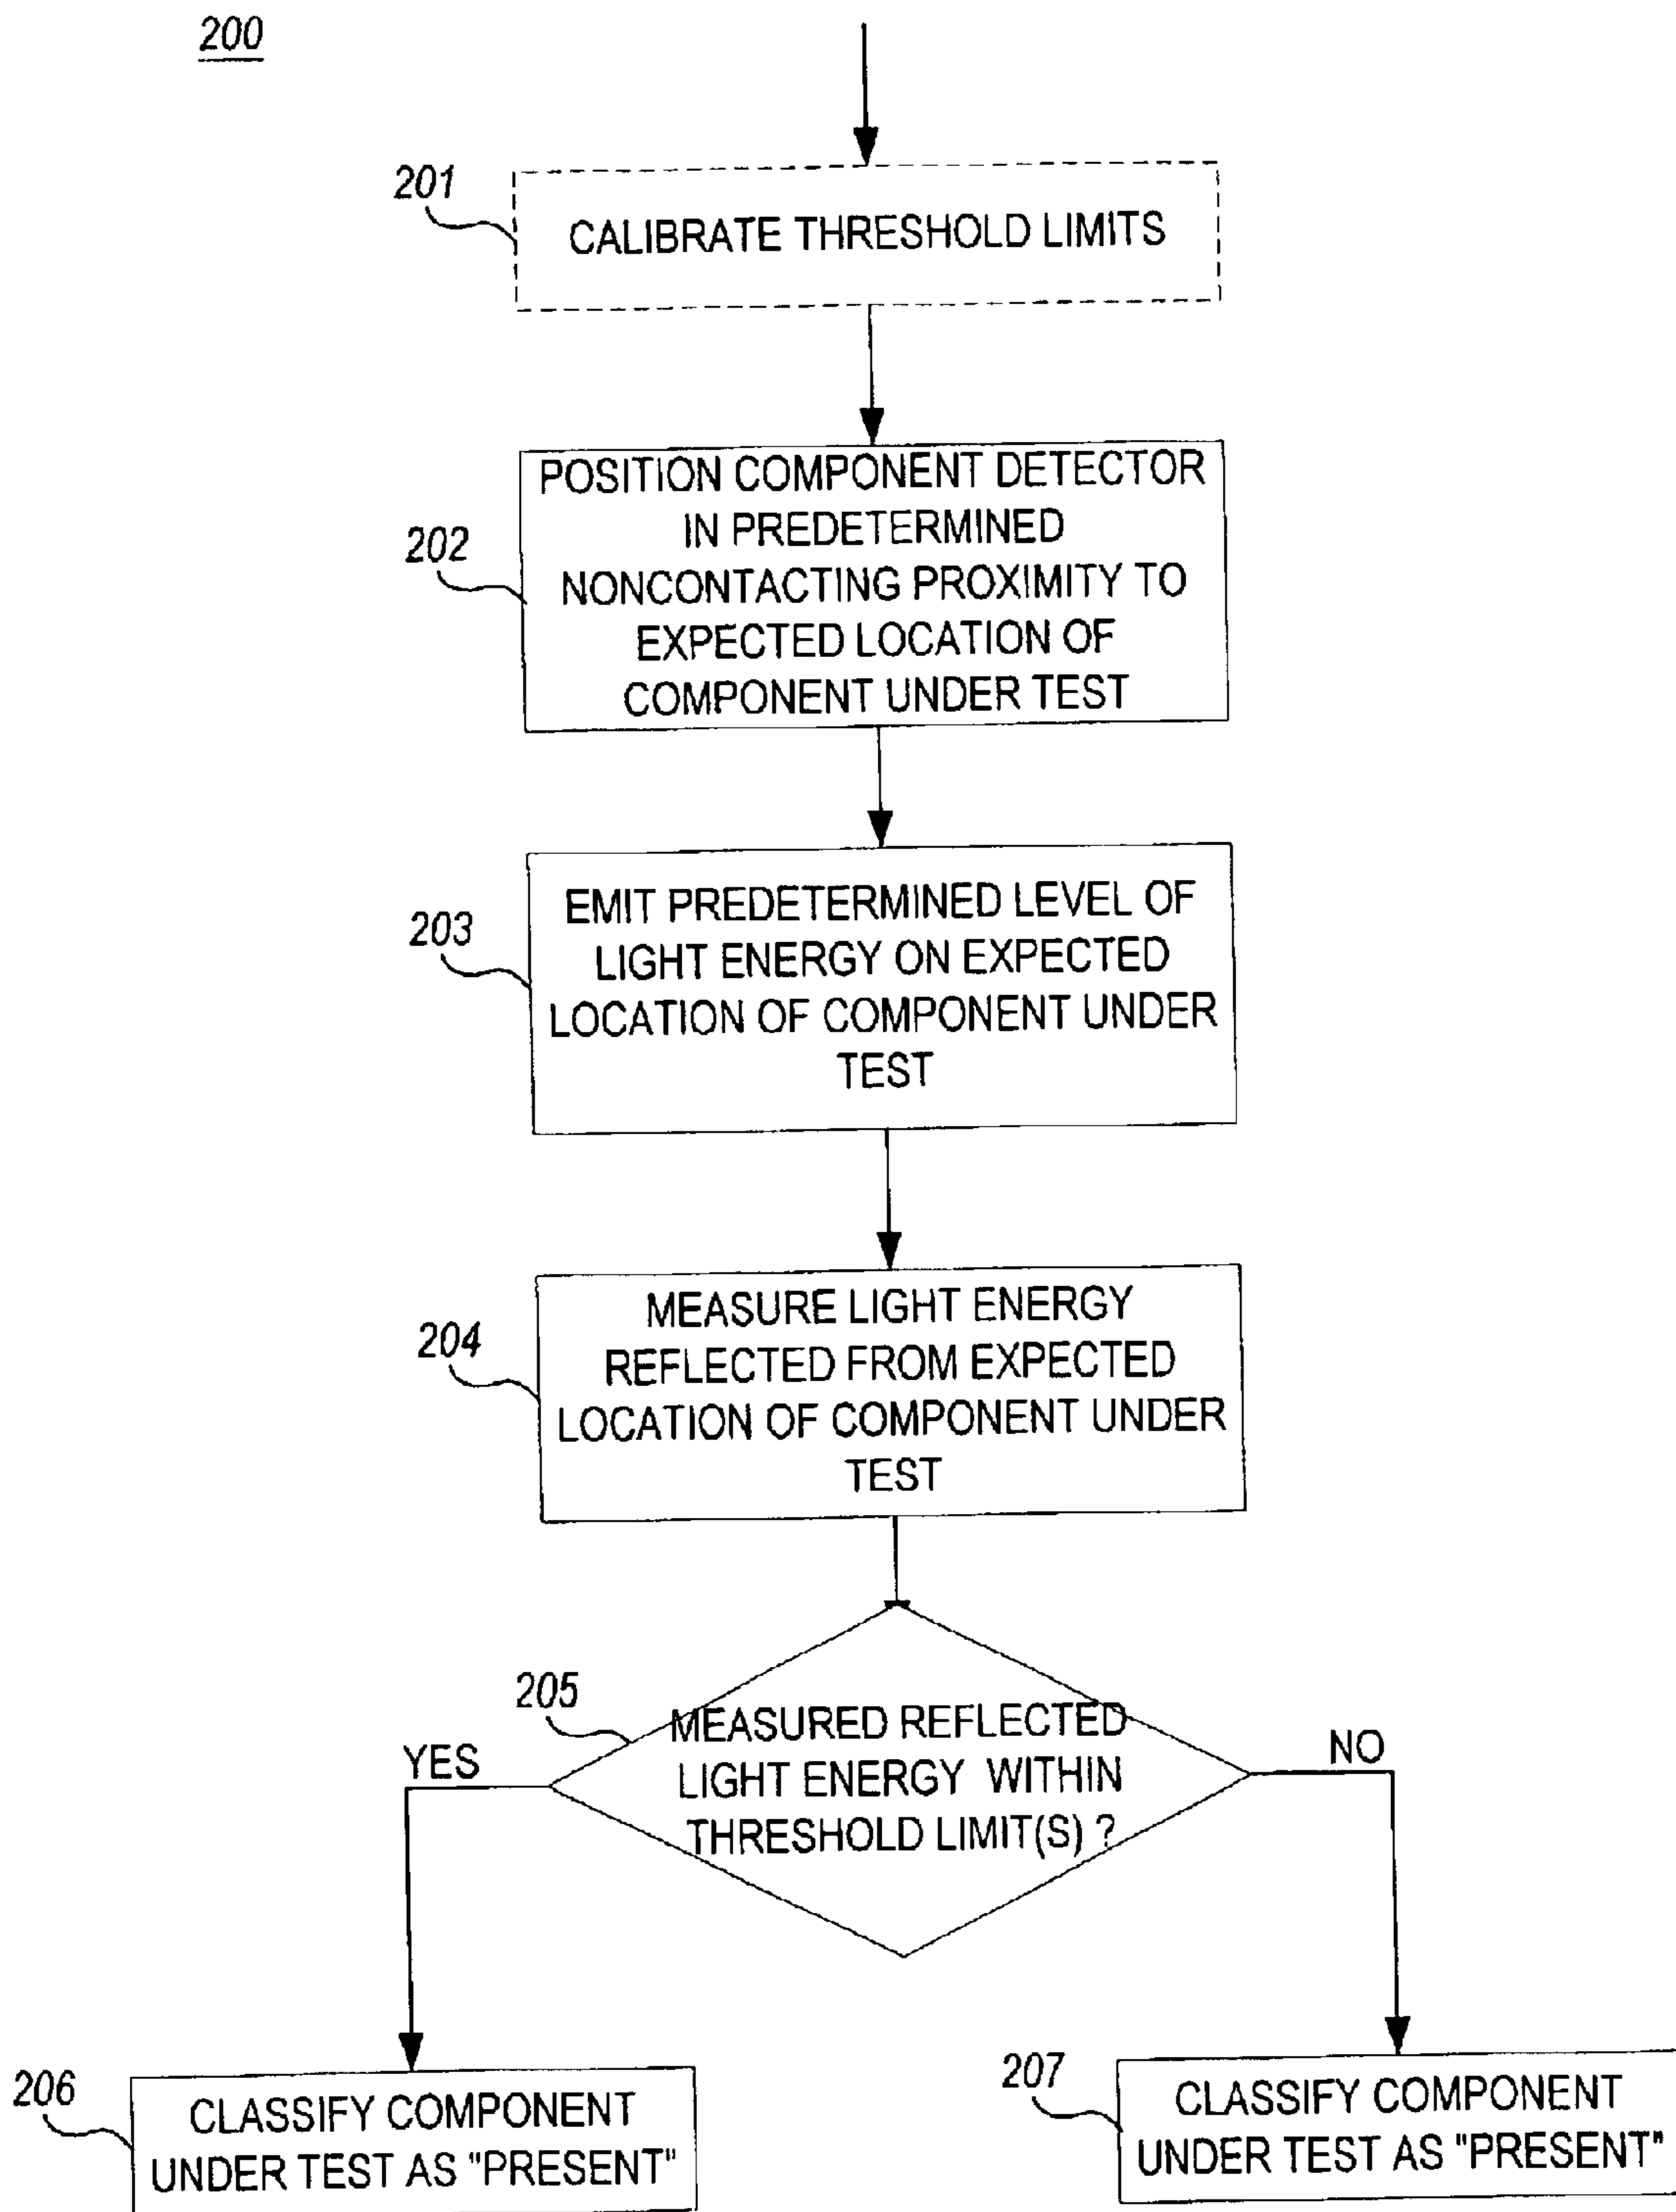 200
201
CALIBRATE THRESHOLD LIMITS
202
POSITION COMPONENT DETECTOR
IN PREDETERMINED
NONCONTACTING PROXIMITY TO
EXPECTED LOCATION OF
COMPONENT UNDER TEST
203
EMIT PREDETERMINED LEVEL OF
LIGHT ENERGY ON EXPECTED
LOCATION OF COMPONENT UNDER
TEST
204
MEASURE LIGHT ENERGY
REFLECTED FROM EXPECTED
LOCATION OF COMPONENT UNDER
TEST
205
MEASURED REFLECTED
LIGHT ENERGY WITHIN
THRESHOLD LIMIT(S) ?
YES
NO
206
CLASSIFY COMPONENT
UNDER TEST AS "PRESENT"
207
CLASSIFY COMPONENT
UNDER TEST AS "PRESENT"